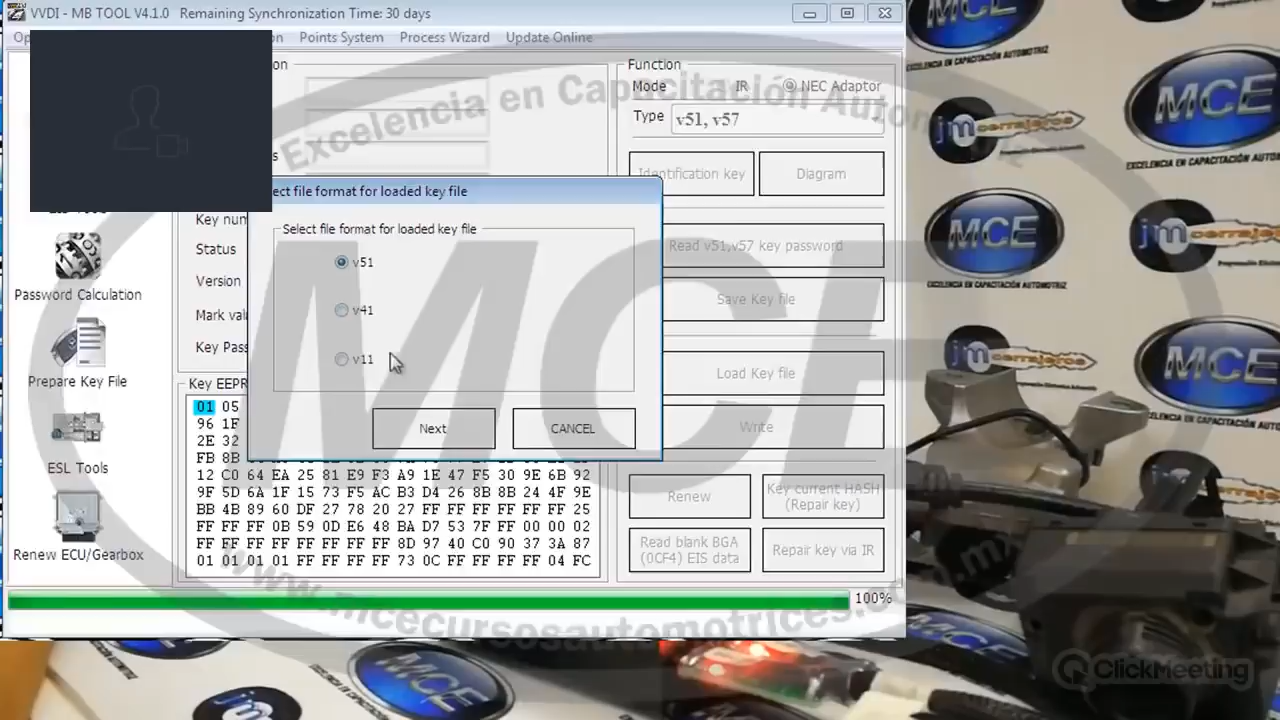 VVDI - MB TOOL V4.1.0 Remaining Synchronization Time: 30 days
Points System Process Wizard Update Online
Function
Mode IR NEC Adaptor
Type v51, v57
Identification key Diagram
Read v51,v57 key password
Save Key file
Load Key file
Write
Renew
Key current HASH
(Repair key)
Read blank BGA
(0CF4) EIS data
Repair key via IR
ect file format for loaded key file
Select file format for loaded key file
v51
v41
v11
Next CANCEL
Key num
Status
Version
Mark valu
Key Pass
Password Calculation
Prepare Key File
ESL Tools
Renew ECU/Gearbox
Key EEPR
01 05
96 1F
2E 32
FB 8B
12 C0 64 EA 25 81 E9 F3 A9 1E 47 F5 30 9E 6B 92
9F 5D 6A 1F 15 73 F5 AC B3 D4 26 8B 8B 24 4F 9E
BB 4B 89 60 DF 27 78 20 27 FF FF FF FF FF FF 25
FF FF FF 0B 59 0D E6 48 BA D7 53 7F FF 00 00 02
FF FF FF FF FF FF FF 8D 97 40 C0 90 37 3A 87
01 01 01 01 FF FF FF FF 73 0C FF FF FF FF 04 FC
100%
Excelencia en Capacitación Automotriz
MCE
www.mcecursosautomotrices.com.mx
MCE
EXCELENCIA EN CAPACITACIÓN AUTOMOTRIZ
jm cerrajeros
ClickMeeting